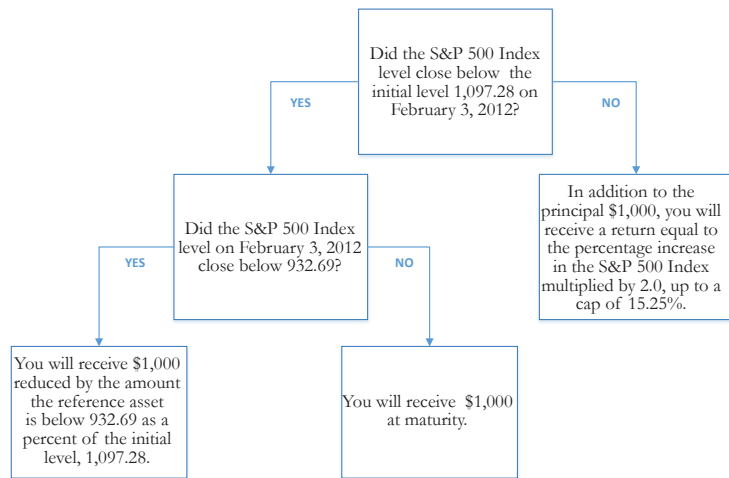 Did the S&P 500 Index
level close below the
initial level 1,097.28 on
February 3, 2012?
YES
NO
Did the S&P 500 Index
level on February 3, 2012
close below 932.69?
In addition to the
principal $1,000, you will
receive a return equal to
the percentage increase
in the S&P 500 Index
multiplied by 2.0, up to a
cap of 15.25%.
YES
NO
You will receive $1,000
reduced by the amount
the reference asset
is below 932.69 as a
percent of the initial
level, 1,097.28.
You will receive $1,000
at maturity.